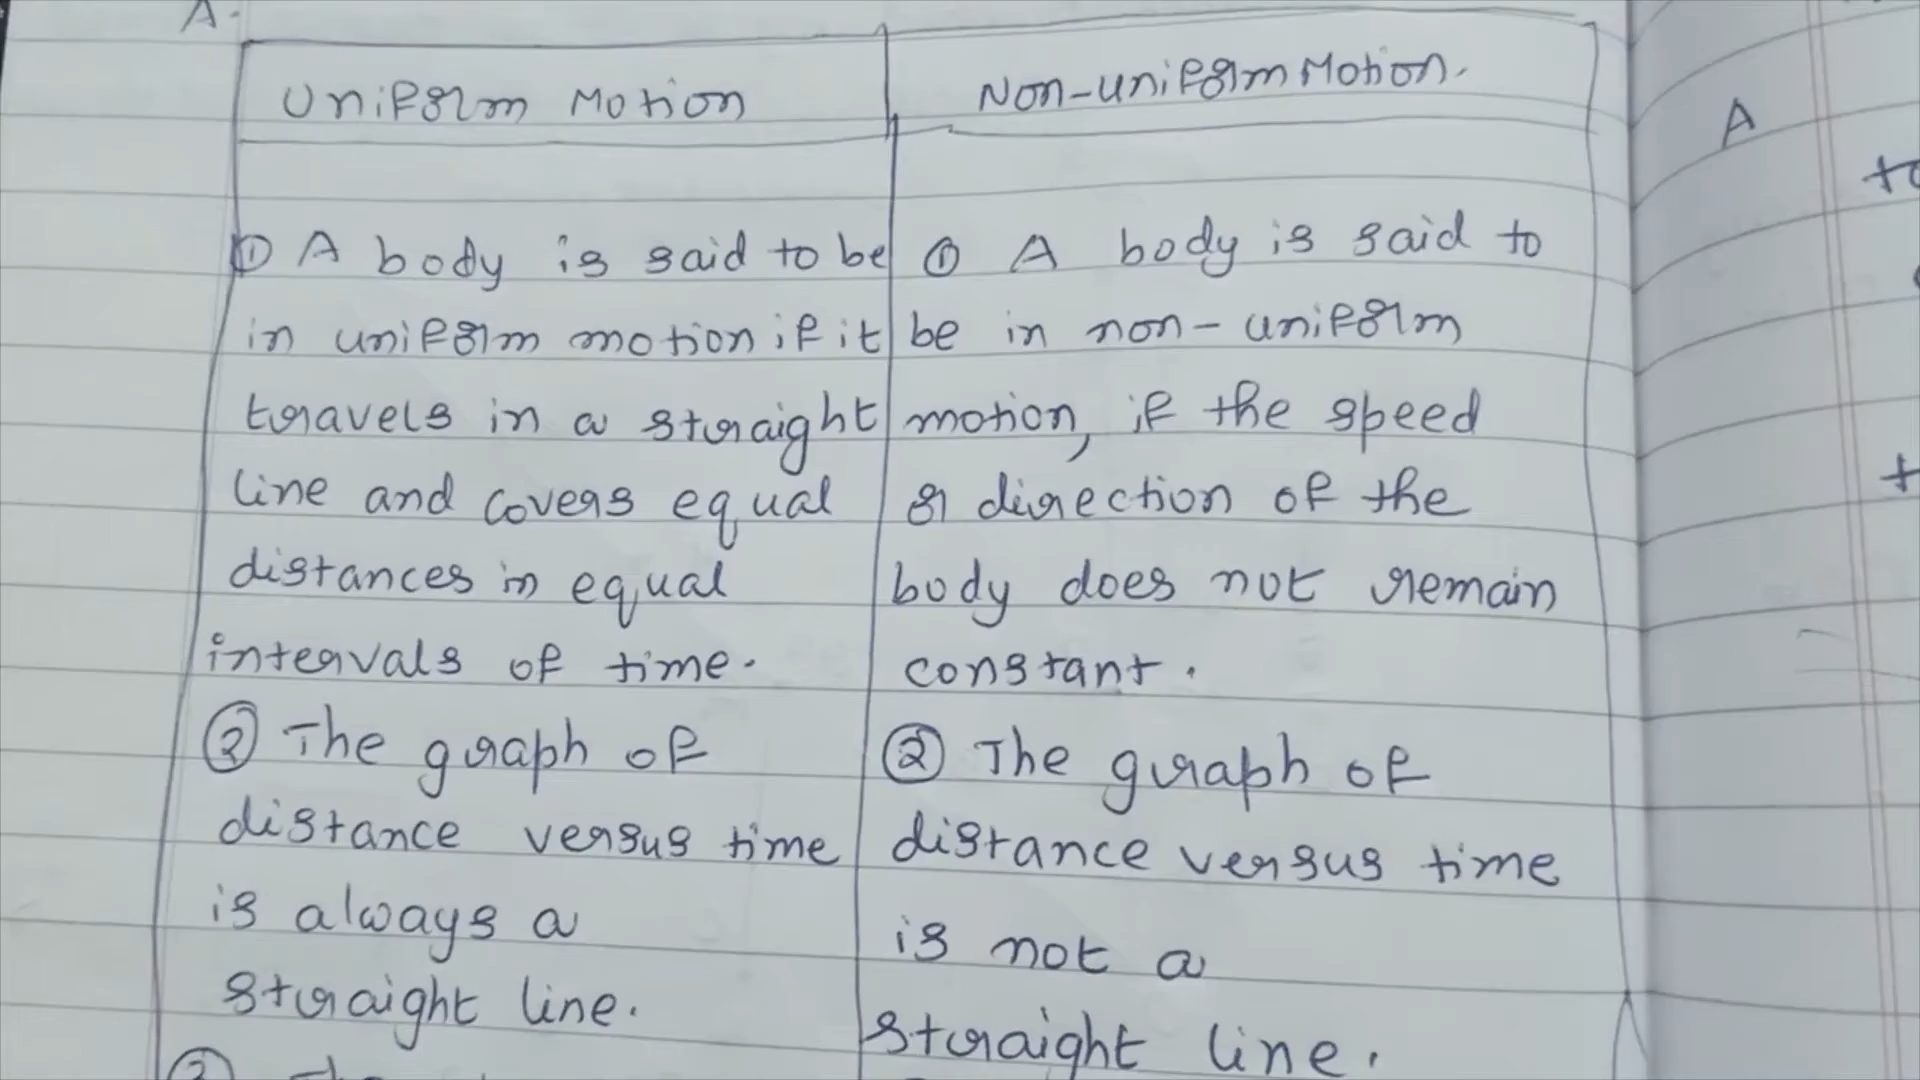 A.
Uniform Motion
① A body is said to be
in uniform motion if it
travels in a straight
line and covers equal
distances in equal
intervals of time.
② The graph of
distance versus time
is always a
straight line.
Non-uniform Motion.
① A body is said to
be in non-uniform
motion, if the speed
or direction of the
body does not remain
constant.
② The graph of
distance versus time
is not a
straight line.
A